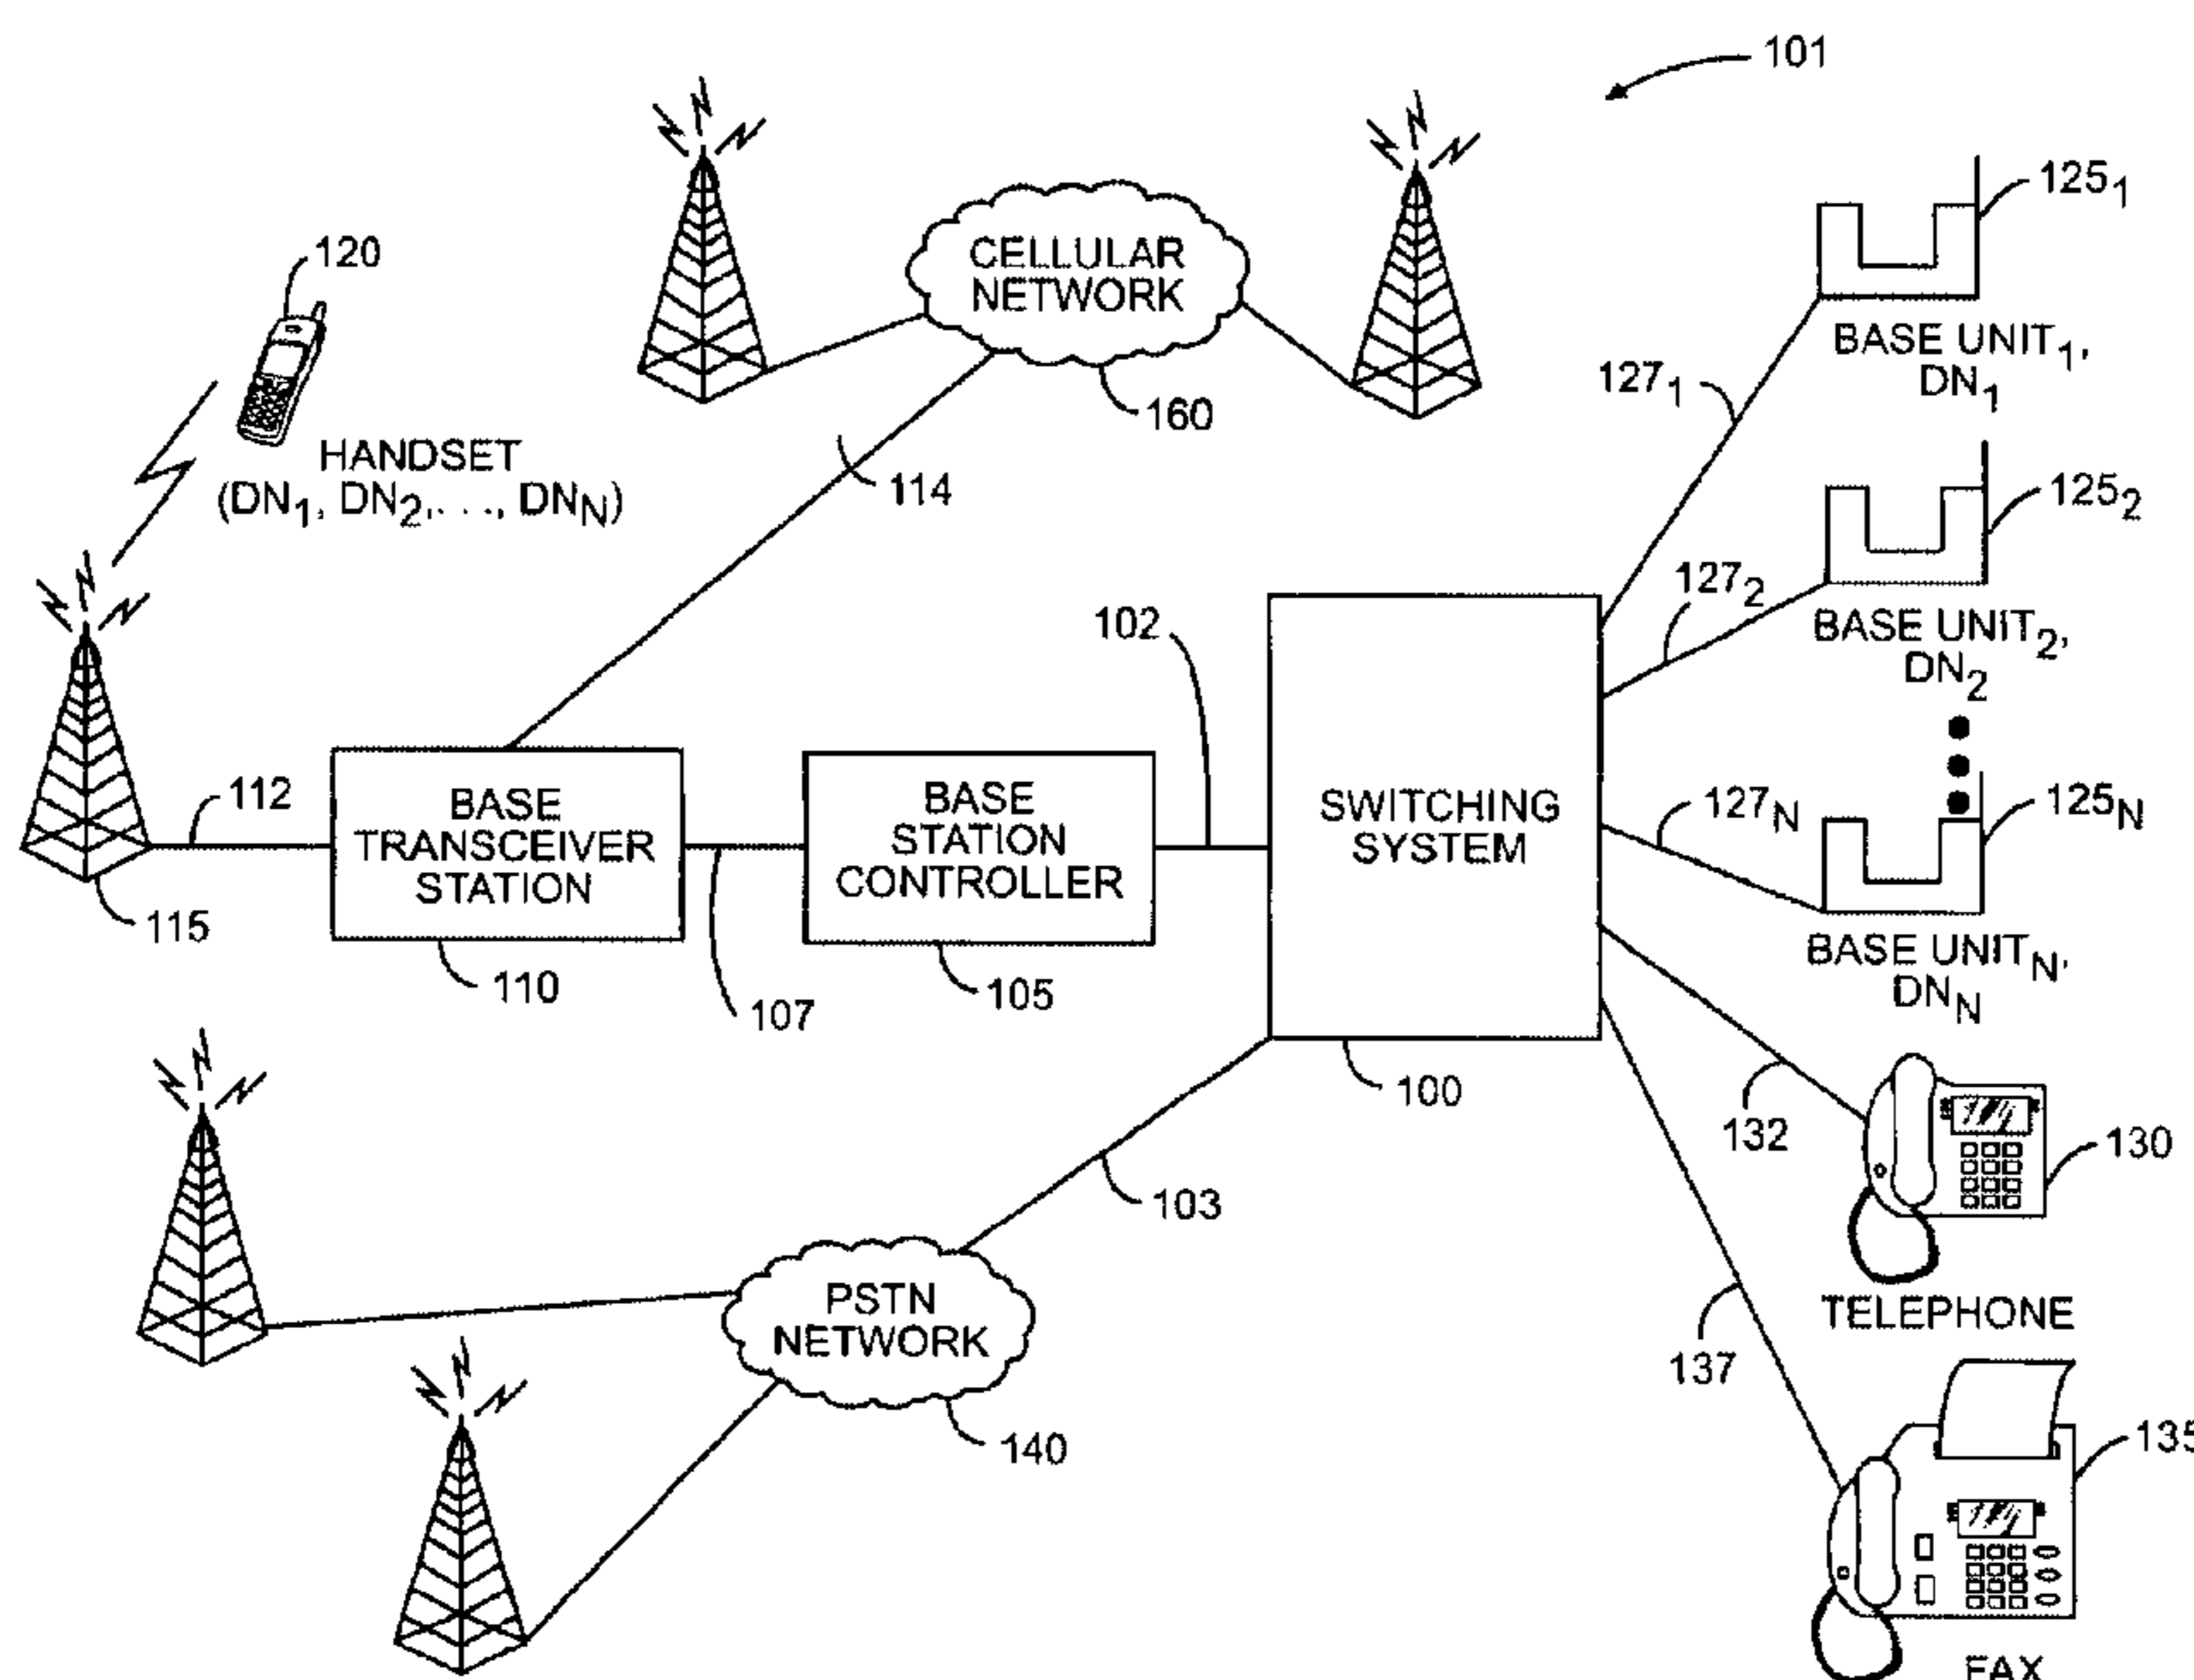 101
120
HANDSET
(DN1, DN2,..., DNN)
CELLULAR
NETWORK
160
114
1251
BASE UNIT1,
DN1
1271
1252
BASE UNIT2,
DN2
1272
125N
BASE UNITN,
DNN
127N
102
112
115
BASE
TRANSCEIVER
STATION
110
107
BASE
STATION
CONTROLLER
105
SWITCHING
SYSTEM
100
103
132
130
TELEPHONE
137
135
FAX
PSTN
NETWORK
140